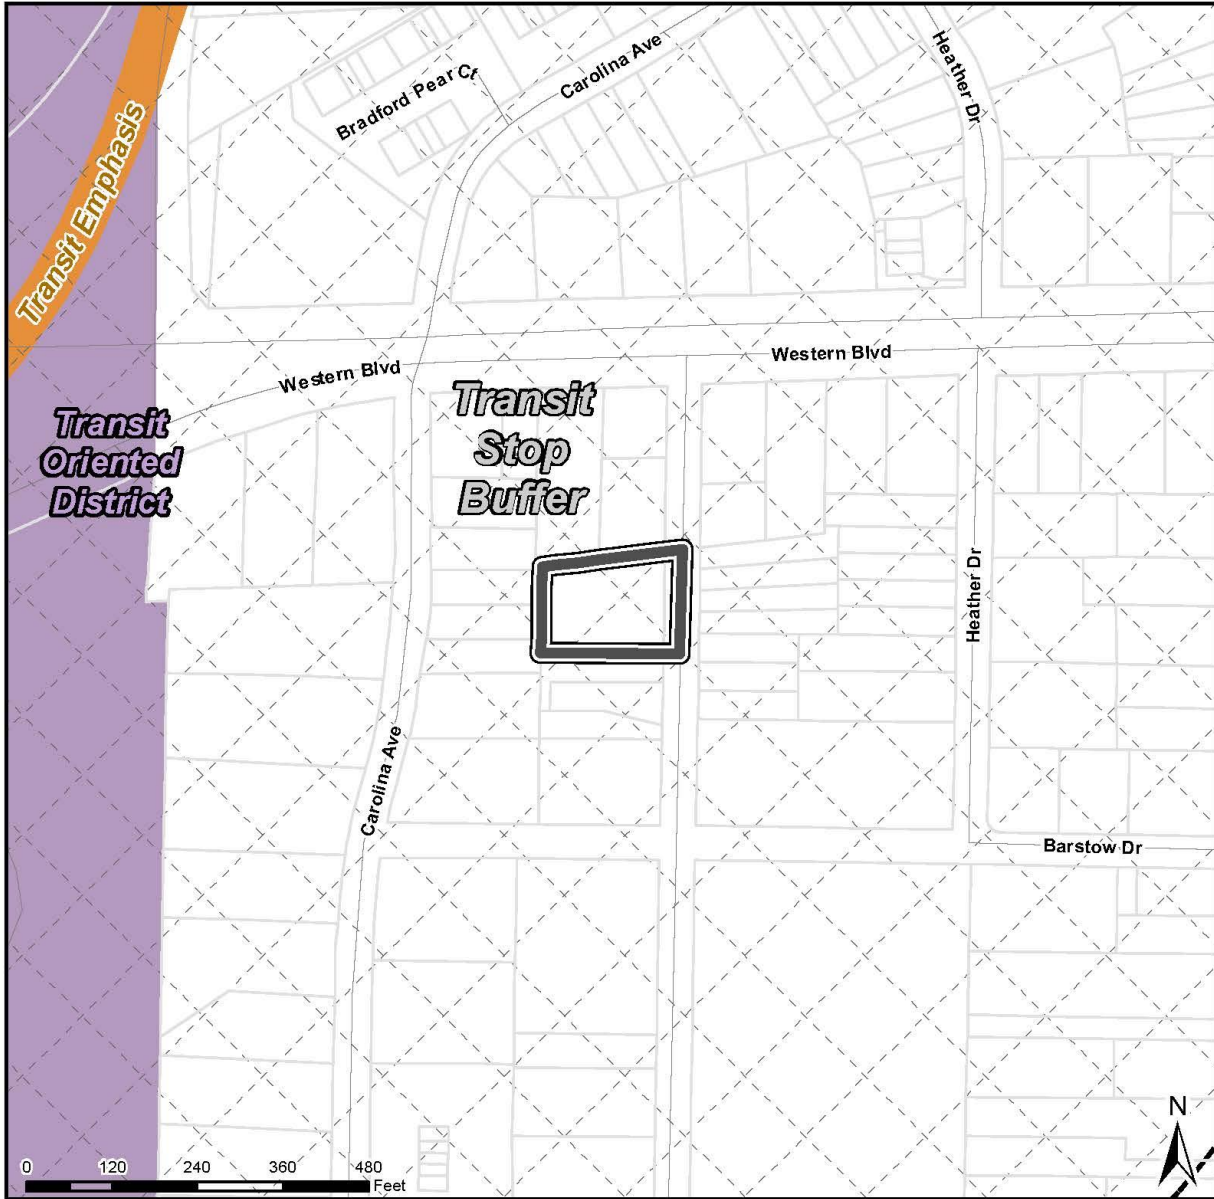 Bradford Pear Ct
Carolina Ave
Heather Dr
Transit Emphasis
Western Blvd
Western Blvd
Transit
Stop
Buffer
Transit
Oriented
District
Heather Dr
Carolina Ave
Barstow Dr
N
0 120 240 360 480
Feet